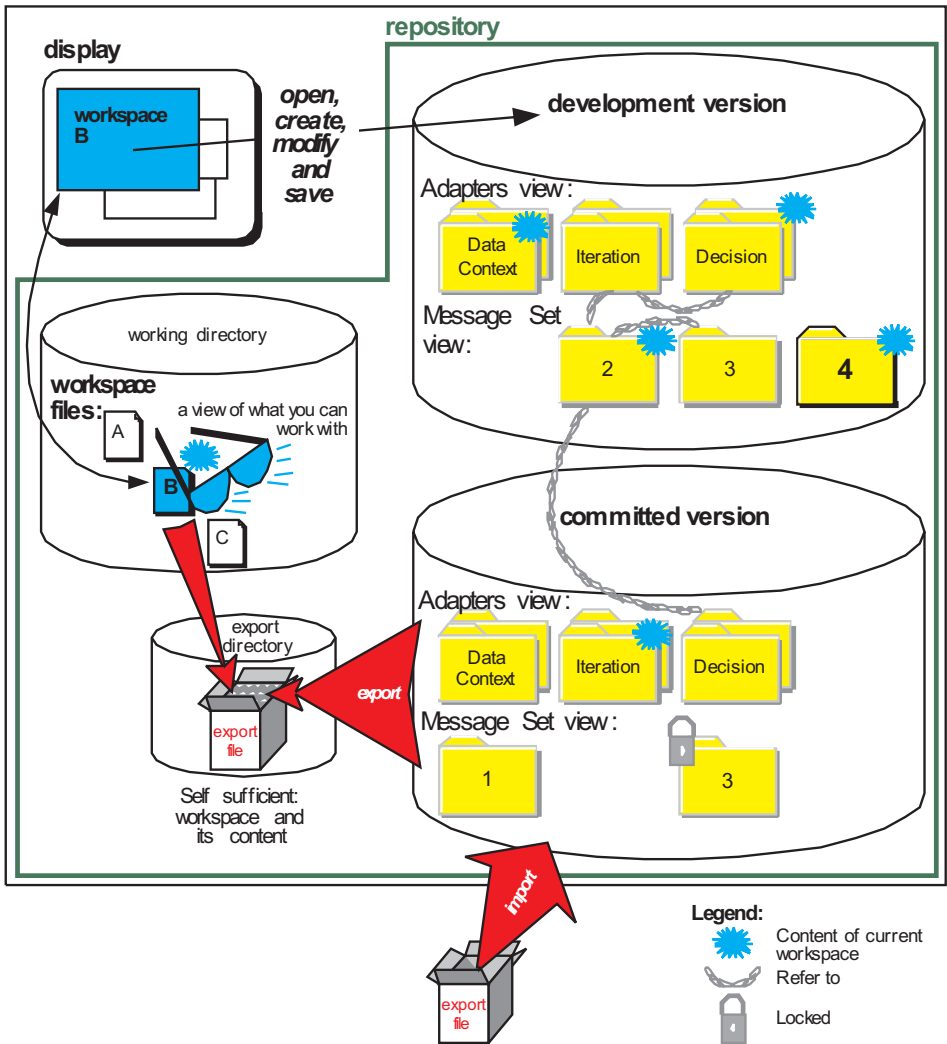 repository
display
workspace
B
open,
create,
modify
and
save
development version
Adapters view:
Data
Context
Iteration
Decision
Message Set
view:
2
3
4
working directory
workspace
files:
a view of what you can
work with
A
B
C
committed version
Adapters view:
Data
Context
Iteration
Decision
Message Set view:
1
3
export
directory
export
file
export
Self sufficient:
workspace and
its content
import
export
file
Legend:
Content of current
workspace
Refer to
Locked